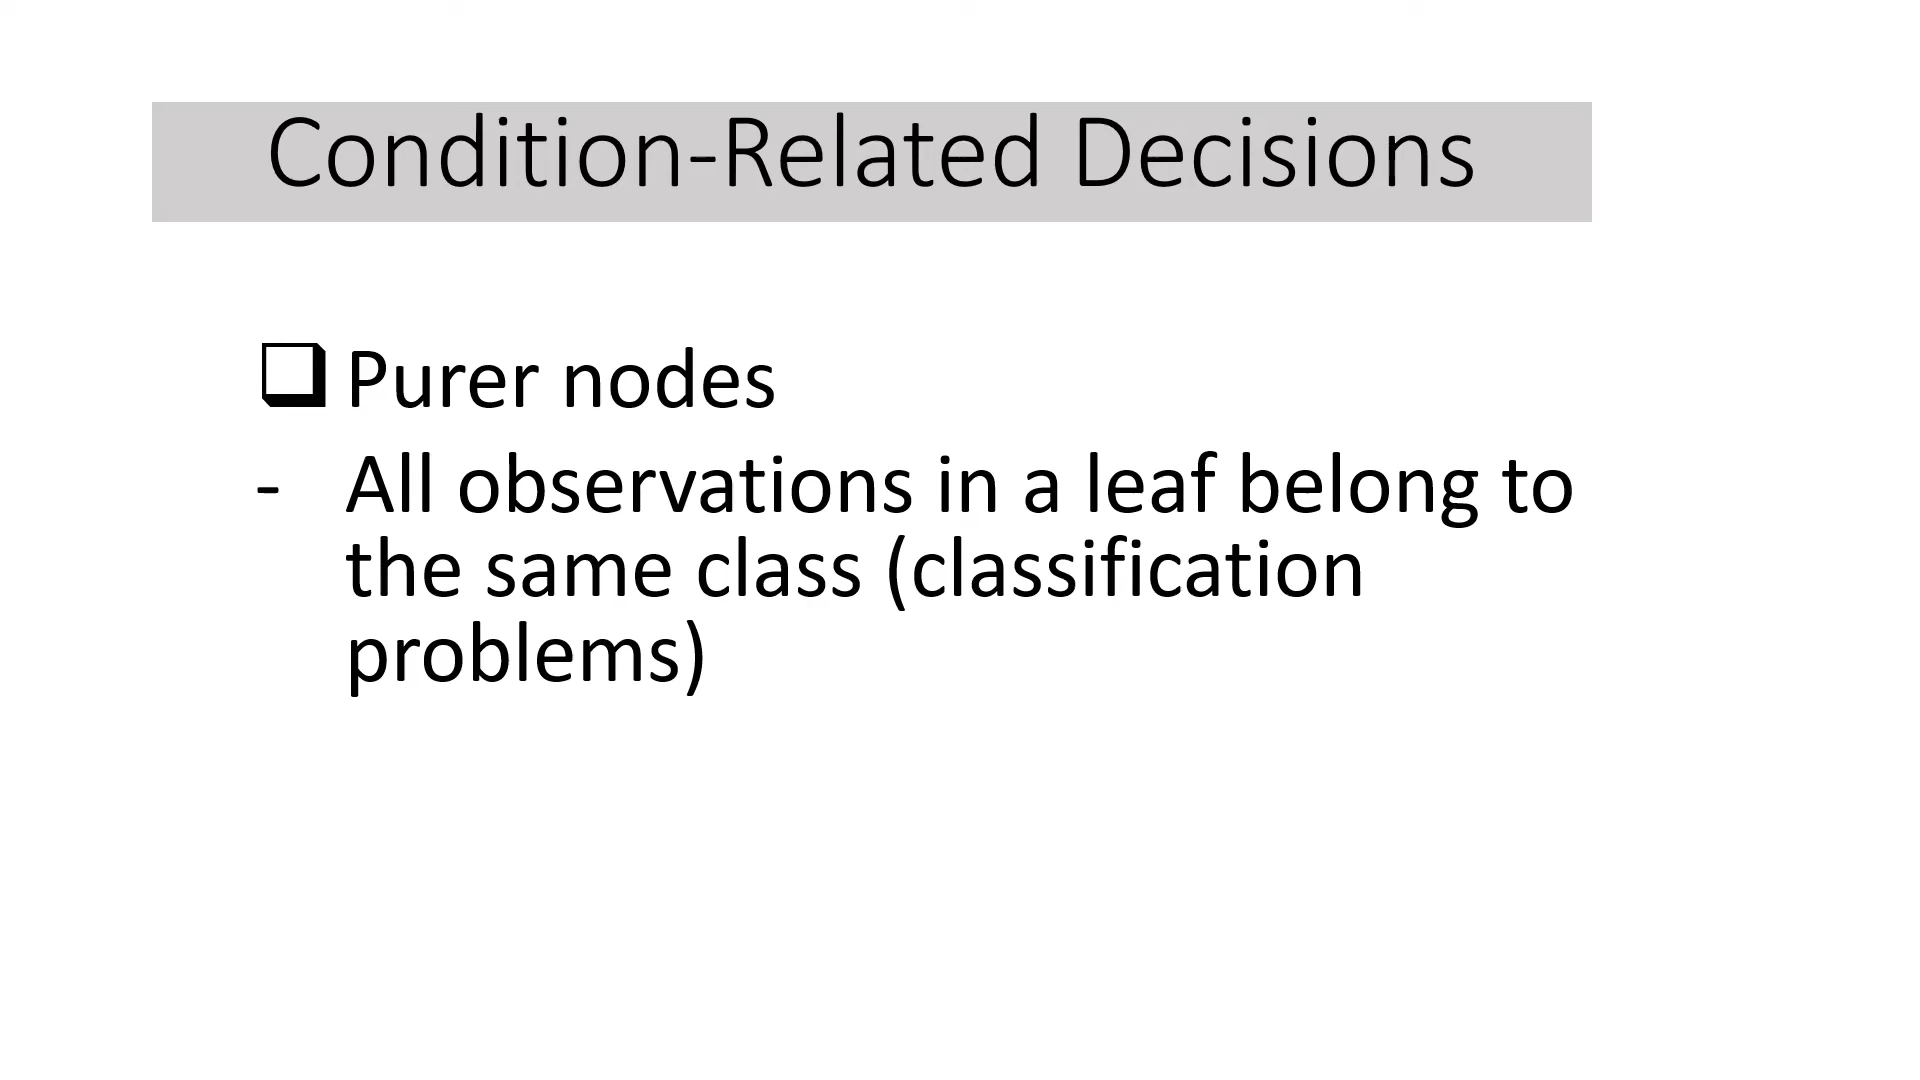 Condition-Related Decisions
❑ Purer nodes
- All observations in a leaf belong to
the same class (classification
problems)